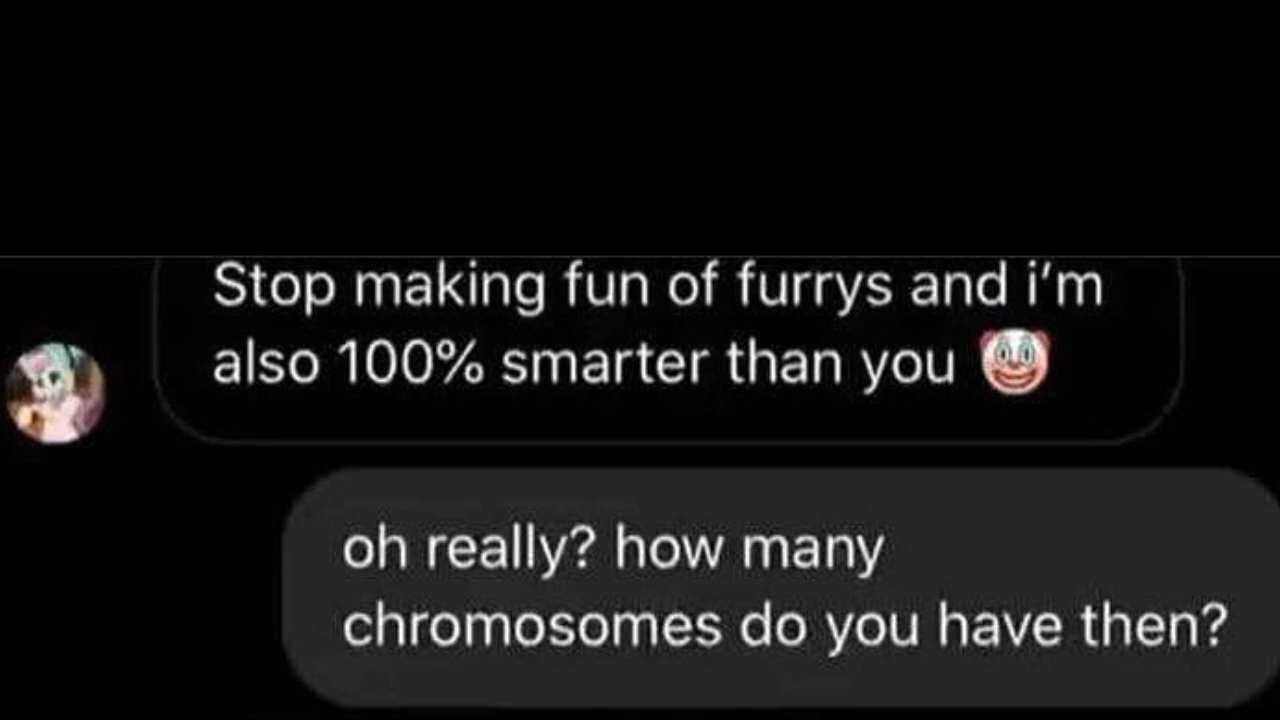 Stop making fun of furrys and i’m
also 100% smarter than you 🤡
oh really? how many
chromosomes do you have then?